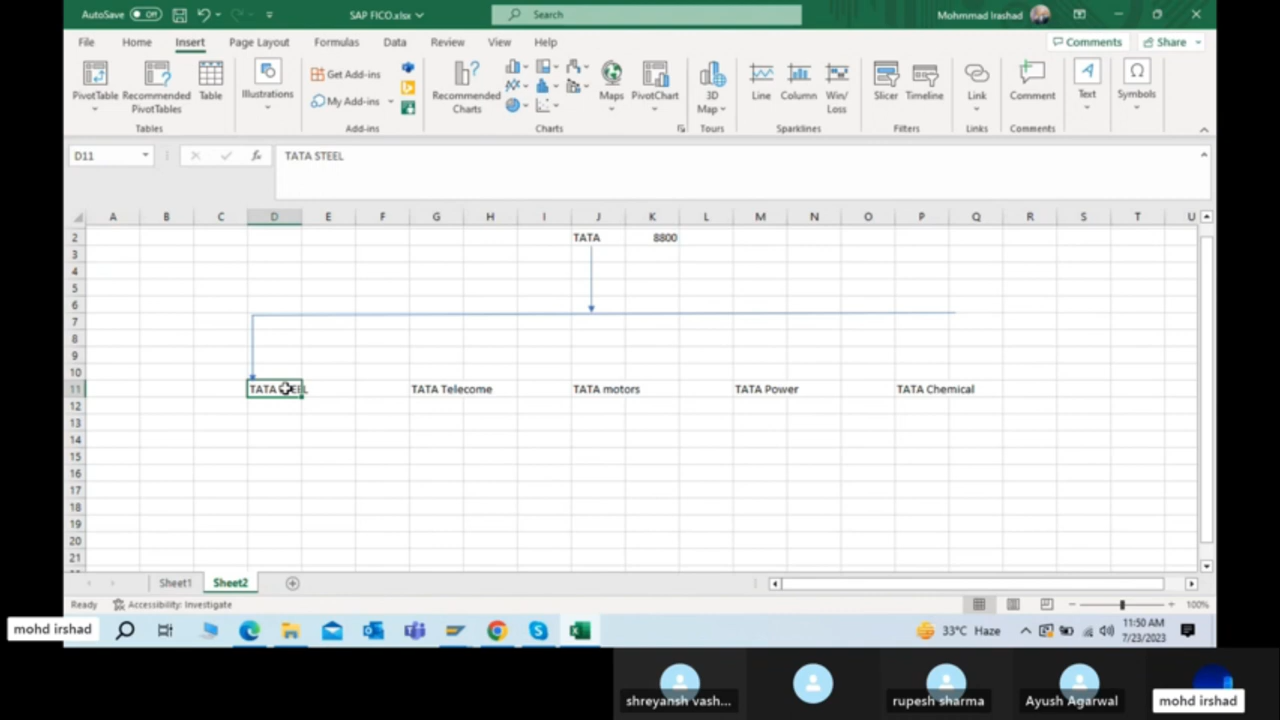 AutoSave Off SAP FICO.xlsx Search Mohmmad Irashad
File Home Insert Page Layout Formulas Data Review View Help Comments Share
PivotTable Recommended PivotTables Table Illustrations Get Add-ins My Add-ins Recommended Charts Maps PivotChart 3D Map Line Column Win/Loss Slicer Timeline Link Comment Text Symbols
Tables Add-ins Charts Tours Sparklines Filters Links Comments
D11 fx TATA STEEL
A B C D E F G H I J K L M N O P Q R S T U
2 TATA 8800
3
4
5
6
7
8
9
10
11 TATA STEEL TATA Telecome TATA motors TATA Power TATA Chemical
12
13
14
15
16
17
18
19
20
21
Sheet1 Sheet2
Ready Accessibility: Investigate 100%
mohd irshad 33°C Haze 11:50 AM
7/23/2023
shreyansh vash... rupesh sharma Ayush Agarwal mohd irshad